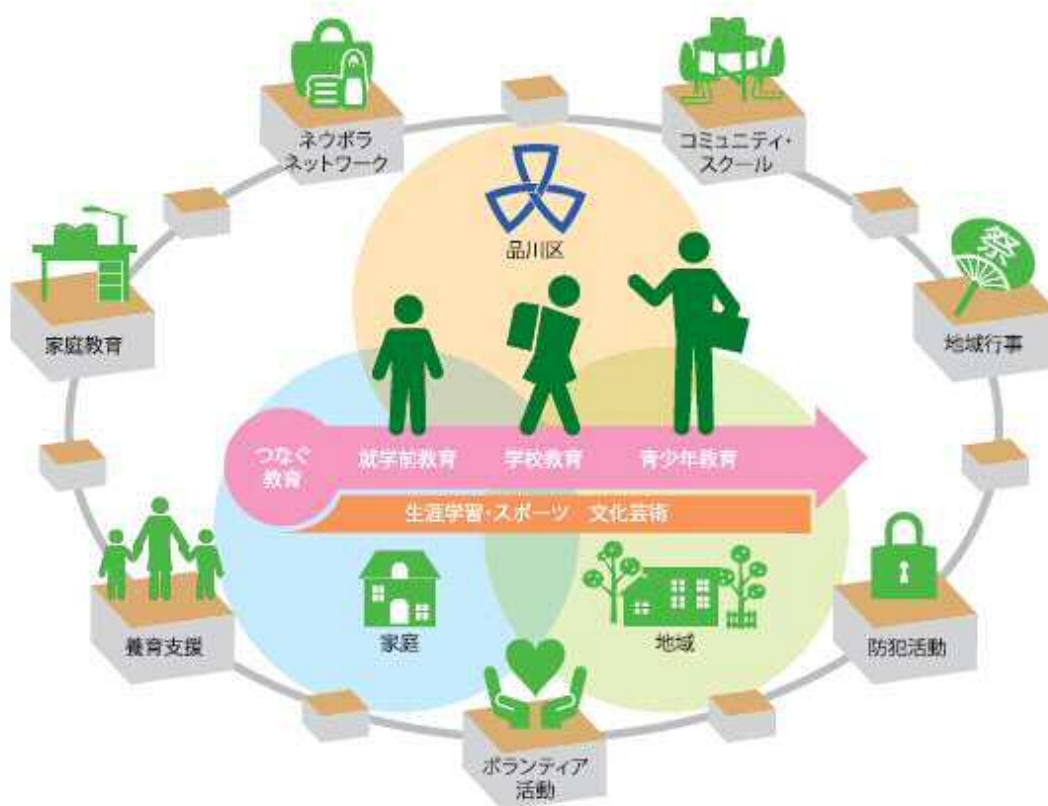 ネウボラ
ネットワーク
コミュニティ・
スクール
品川区
祭
家庭教育
地域行事
つなぐ
教育
就学前教育
学校教育
青少年教育
生涯学習・スポーツ　文化芸術
養育支援
家庭
地域
防犯活動
ボランティア
活動